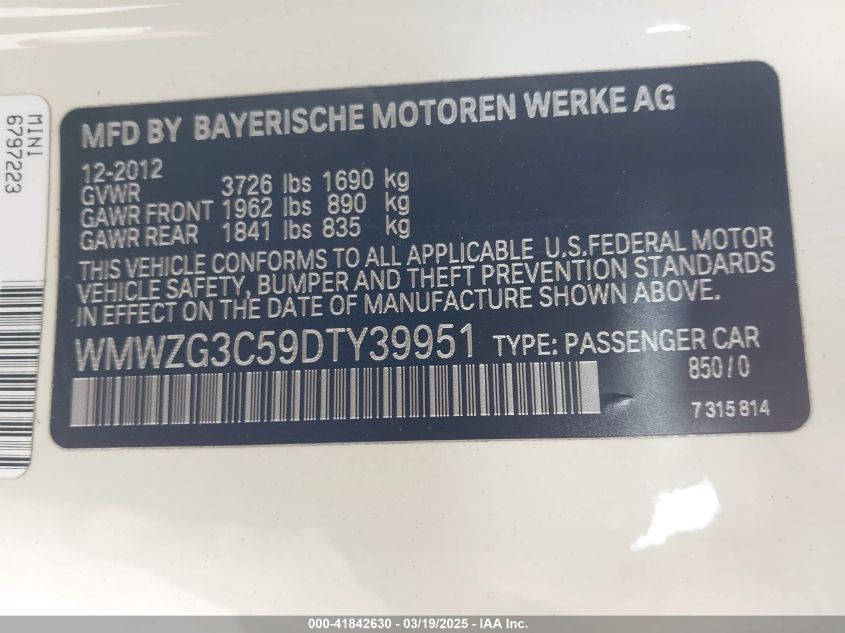 MINI
6797223
MFD BY BAYERISCHE MOTOREN WERKE AG
12-2012
GVWR 3726 lbs 1690 kg
GAWR FRONT 1962 lbs 890 kg
GAWR REAR 1841 lbs 835 kg
THIS VEHICLE CONFORMS TO ALL APPLICABLE U.S.FEDERAL MOTOR
VEHICLE SAFETY, BUMPER AND THEFT PREVENTION STANDARDS
IN EFFECT ON THE DATE OF MANUFACTURE SHOWN ABOVE.
WMWZG3C59DTY39951 TYPE: PASSENGER CAR
850/0
7 315 814
000-41842630 - 03/19/2025 - IAA Inc.